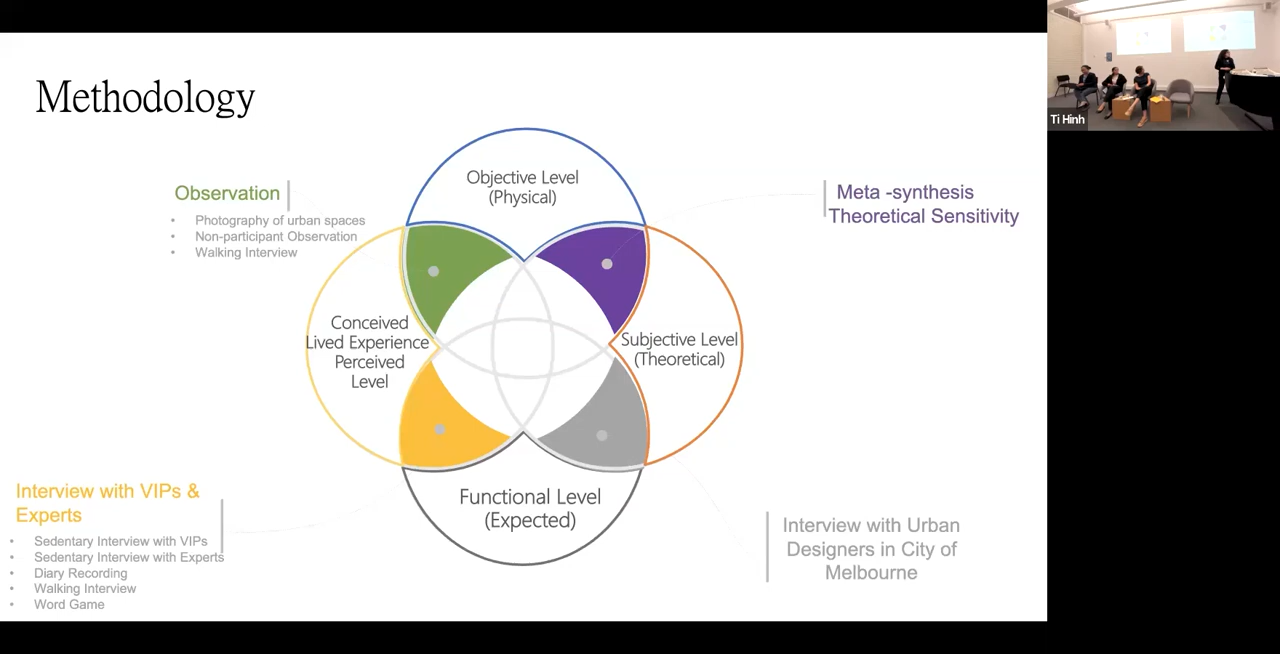 Methodology
Ti Hinh
Objective Level
(Physical)
Observation
• Photography of urban spaces
• Non-participant Observation
• Walking Interview
Meta -synthesis
Theoretical Sensitivity
Conceived
Lived Experience
Perceived
Level
Subjective Level
(Theoretical)
Interview with VIPs &
Experts
• Sedentary Interview with VIPs
• Sedentary Interview with Experts
• Diary Recording
• Walking Interview
• Word Game
Functional Level
(Expected)
Interview with Urban
Designers in City of
Melbourne